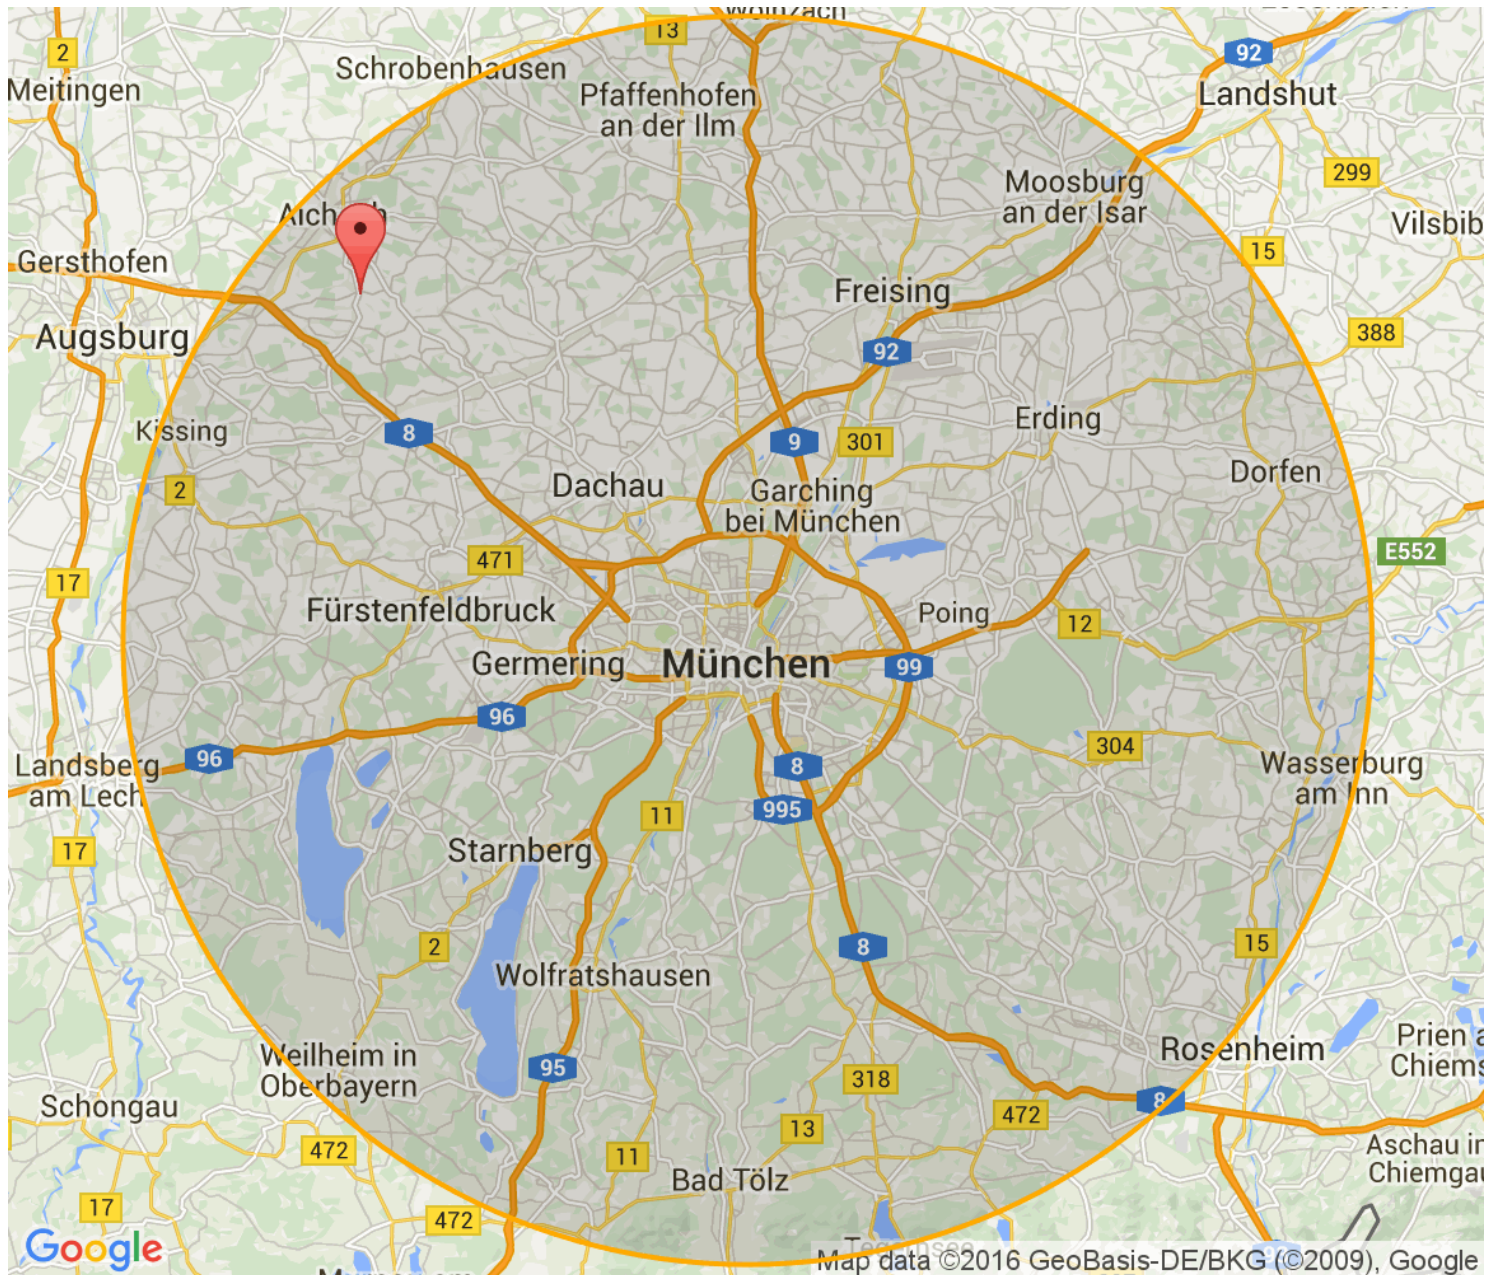 Wolnzach
13
92
2
Schrobenhausen
Meitingen
Pfaffenhofen
an der Ilm
Landshut
299
Moosburg
an der Isar
Vilsbib
15
Gersthofen
Freising
Augsburg
388
92
Kissing
8
9
301
Erding
Dorfen
2
Dachau
Garching
bei München
471
E552
17
Fürstenfeldbruck
Poing
12
Germering
München
99
96
96
304
Landsberg
am Lech
8
Wasserburg
am Inn
995
11
17
Starnberg
2
8
15
Wolfratshausen
Weilheim in
Oberbayern
Rosenheim
Prien a
Chiems
95
318
8
Schongau
472
13
472
11
Aschau in
Chiemgau
Bad Tölz
17
472
Google
Map data ©2016 GeoBasis-DE/BKG (©2009), Google